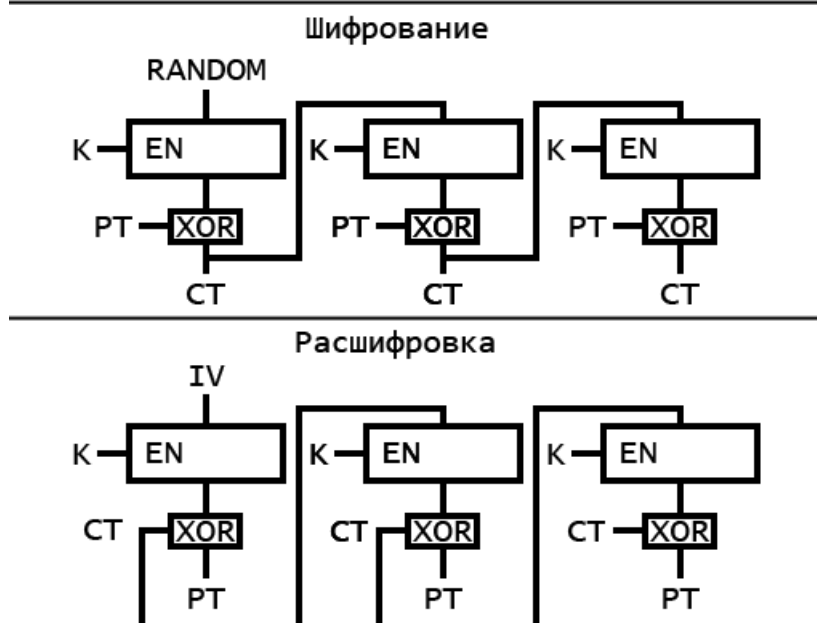 Шифрование
RANDOM
K EN K EN K EN
PT XOR PT XOR PT XOR
CT CT CT
Расшифровка
IV
K EN K EN K EN
CT XOR CT XOR CT XOR
PT PT PT